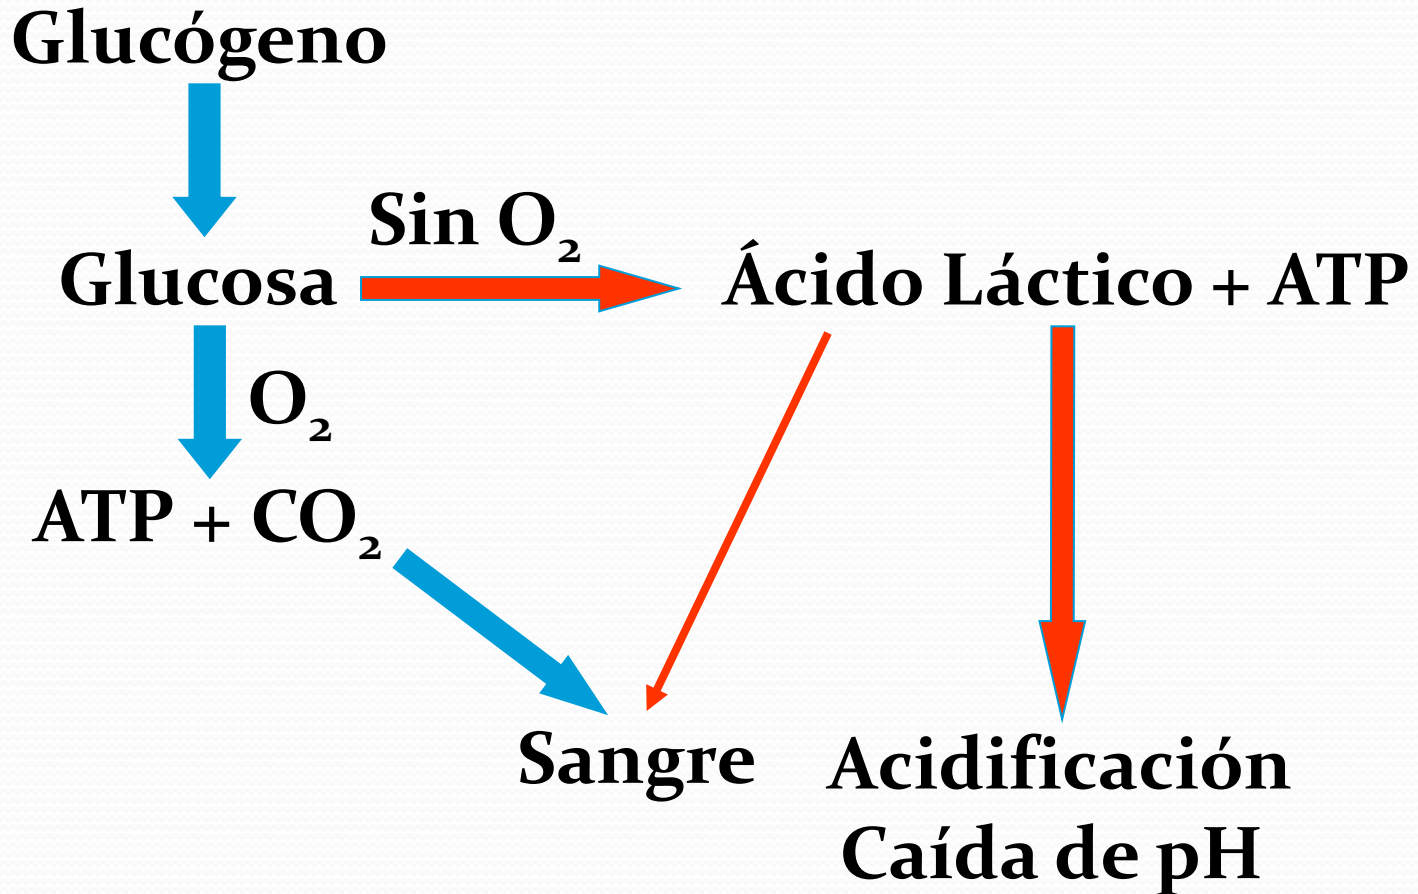 Glucógeno
Sin O₂
Glucosa
Ácido Láctico + ATP
O₂
ATP + CO₂
Sangre
Acidificación
Caída de pH